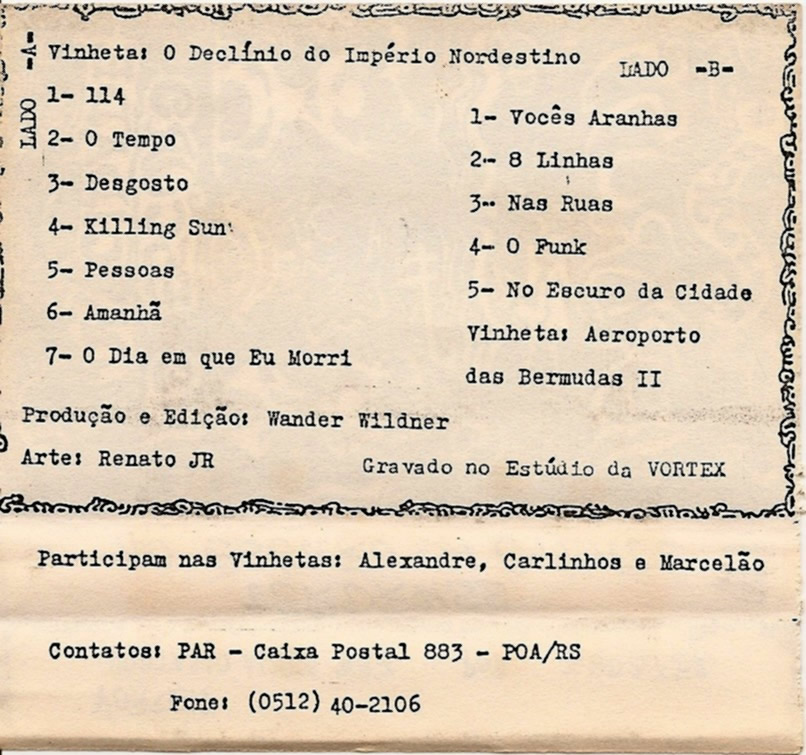 LADO -A-
Vinheta: O Declínio do Império Nordestino
1- 114
2- O Tempo
3- Desgosto
4- Killing Sun
5- Pessoas
6- Amanhã
7- O Dia em que Eu Morri
LADO -B-
1- Vocês Aranhas
2- 8 Linhas
3- Nas Ruas
4- O Funk
5- No Escuro da Cidade
Vinheta: Aeroporto
das Bermudas II
Produção e Edição: Wander Wildner
Arte: Renato JR
Gravado no Estúdio da VORTEX
Participam nas Vinhetas: Alexandre, Carlinhos e Marcelão
Contatos: PAR - Caixa Postal 883 - POA/RS
Fone: (0512) 40-2106